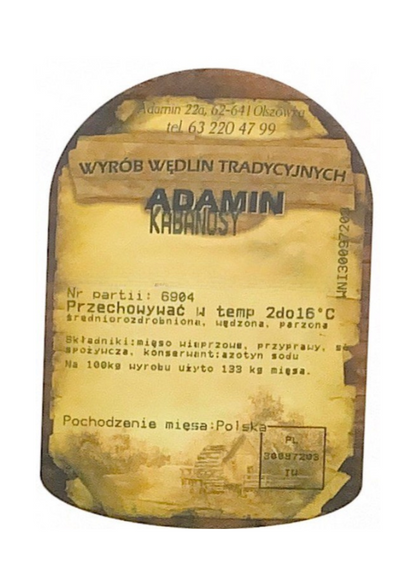 Adamin 22a, 62-641 Olszówka
tel. 63 220 47 99
WYRÓB WĘDLIN TRADYCYJNYCH
ADAMIN
KABANOSY
Nr partii: 6904
Przechowywać w temp 2do16°C
średniorozdrobniona, wędzona, parzona
Składniki:mięso wieprzowe, przyprawy,
spożywcza, konserwant:azotyn sodu
Na 100kg wyrobu użyto 133 kg mięsa.
Pochodzenie mięsa:Polska
PL
30097203
IW